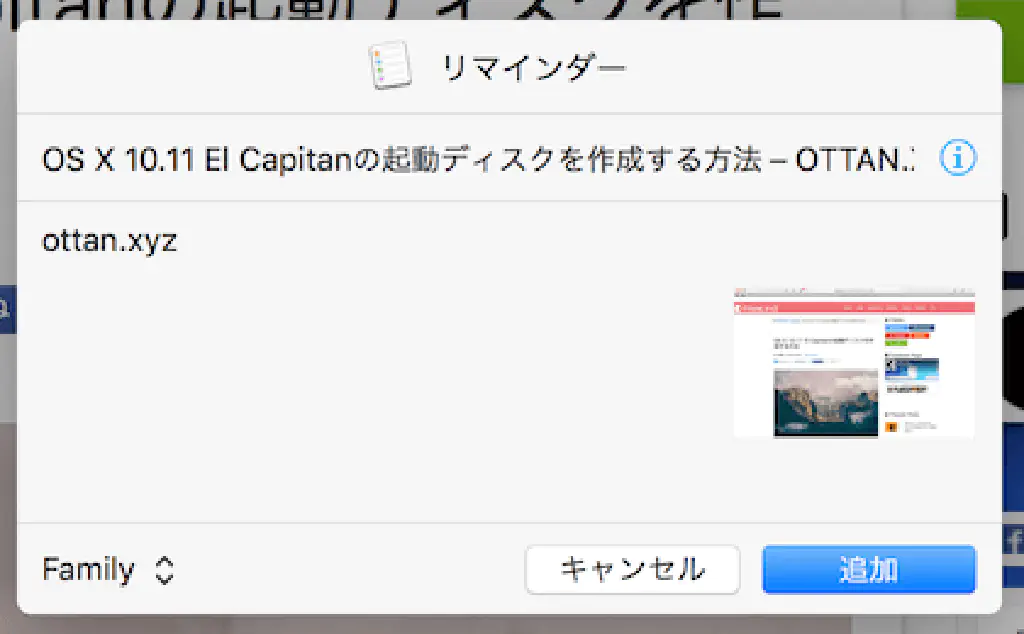 リマインダー
OS X 10.11 El Capitanの起動ディスクを作成する方法 – OTTAN.
ottan.xyz
Family
キャンセル
追加